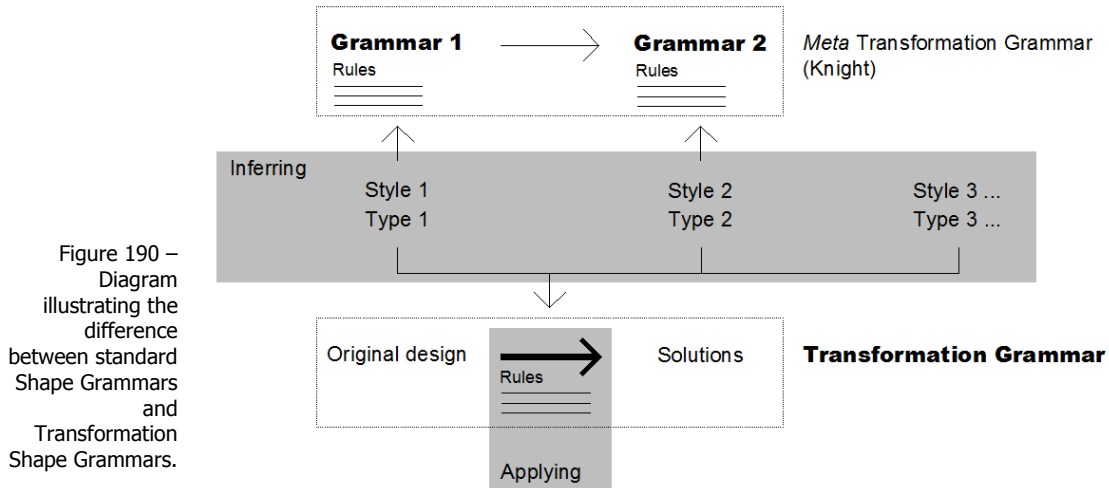 Grammar 1
Grammar 2
Meta Transformation Grammar
(Knight)
Rules
Rules
Inferring
Style 1
Type 1
Style 2
Type 2
Style 3 ...
Type 3 ...
Figure 190 –
Diagram
illustrating the
difference
between standard
Shape Grammars
and
Transformation
Shape Grammars.
Original design
Rules
Solutions
Transformation Grammar
Applying